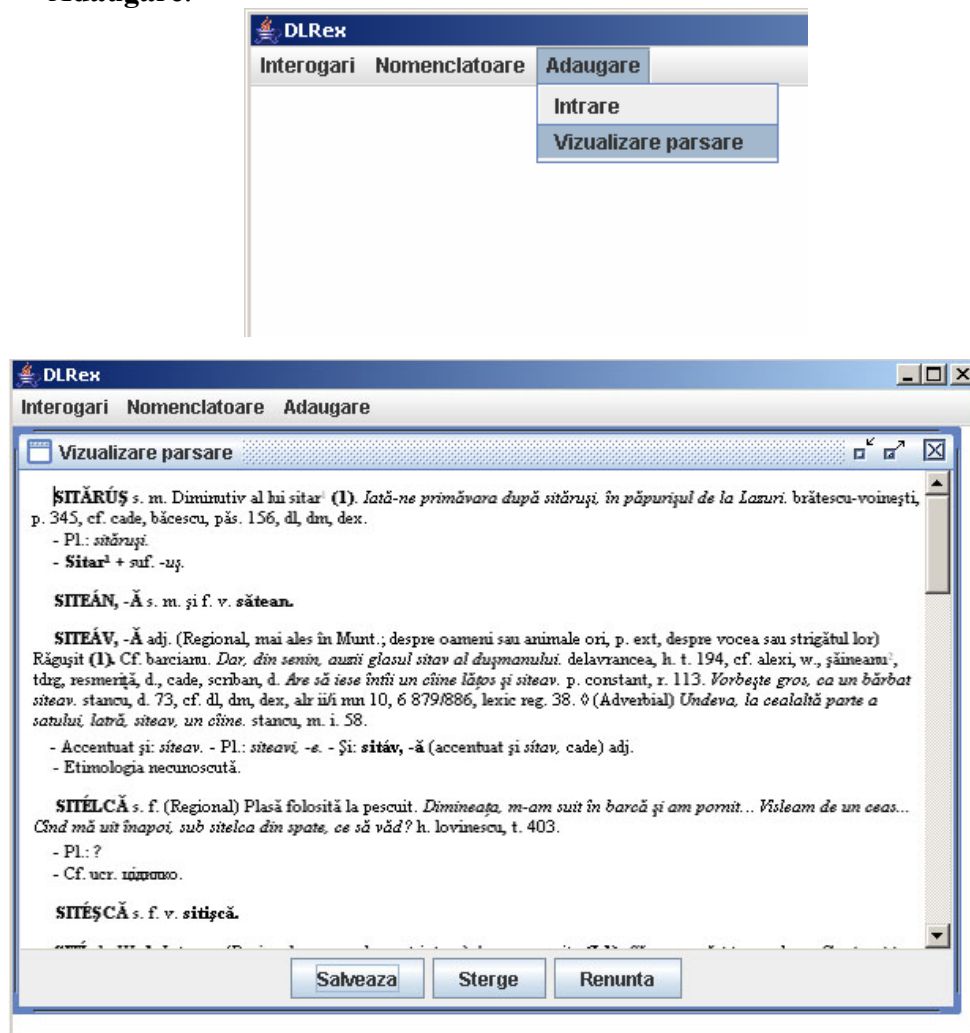 Adaugare.
DLRex
Interogari Nomenclatoare Adaugare
Intrare
Vizualizare parsare
DLRex
Interogari Nomenclatoare Adaugare
Vizualizare parsare
SITĂRÚȘ s. m. Diminutiv al lui sitar¹ (1). Iată-ne primăvara după sităruși, în păpurișul de la Lazuri. brătescu-voinești,
p. 345, cf. cade, băcescu, păs. 156, dl, dm, dex.
- Pl.: sităruși.
- Sitar¹ + suf. -uș.
SITEÁN, -Ă s. m. și f. v. sătean.
SITEÁV, -Ă adj. (Regional, mai ales în Munt.; despre oameni sau animale ori, p. ext, despre vocea sau strigătul lor)
Răgușit (1). Cf. barcianu. Dar, din senin, auzii glasul sitav al dușmanului. delavrancea, h. t. 194, cf. alexi, w., șăineanu²,
tdrg, resmeriță, d., cade, scriban, d. Are să iese întîi un cîine lățos și siteav. p. constant, r. 113. Vorbește gros, ca un bărbat
siteav. stancu, d. 73, cf. dl, dm, dex, alr ii/i mn 10, 6 879/886, lexic reg. 38. ◊ (Adverbial) Undeva, la cealaltă parte a
satului, latră, siteav, un cîine. stancu, m. i. 58.
- Accentuat și: síteav. - Pl.: siteavi, -e. - Și: sitáv, -ă (accentuat și sítav, cade) adj.
- Etimologia necunoscută.
SITÉLCĂ s. f. (Regional) Plasă folosită la pescuit. Dimineața, m-am suit în barcă și am pornit... Visleam de un ceas...
Cînd mă uit înapoi, sub sitelca din spate, ce să văd? h. lovinescu, t. 403.
- Pl.: ?
- Cf. ucr.
SITÉȘCĂ s. f. v. sitișcă.
Salveaza Sterge Renunta